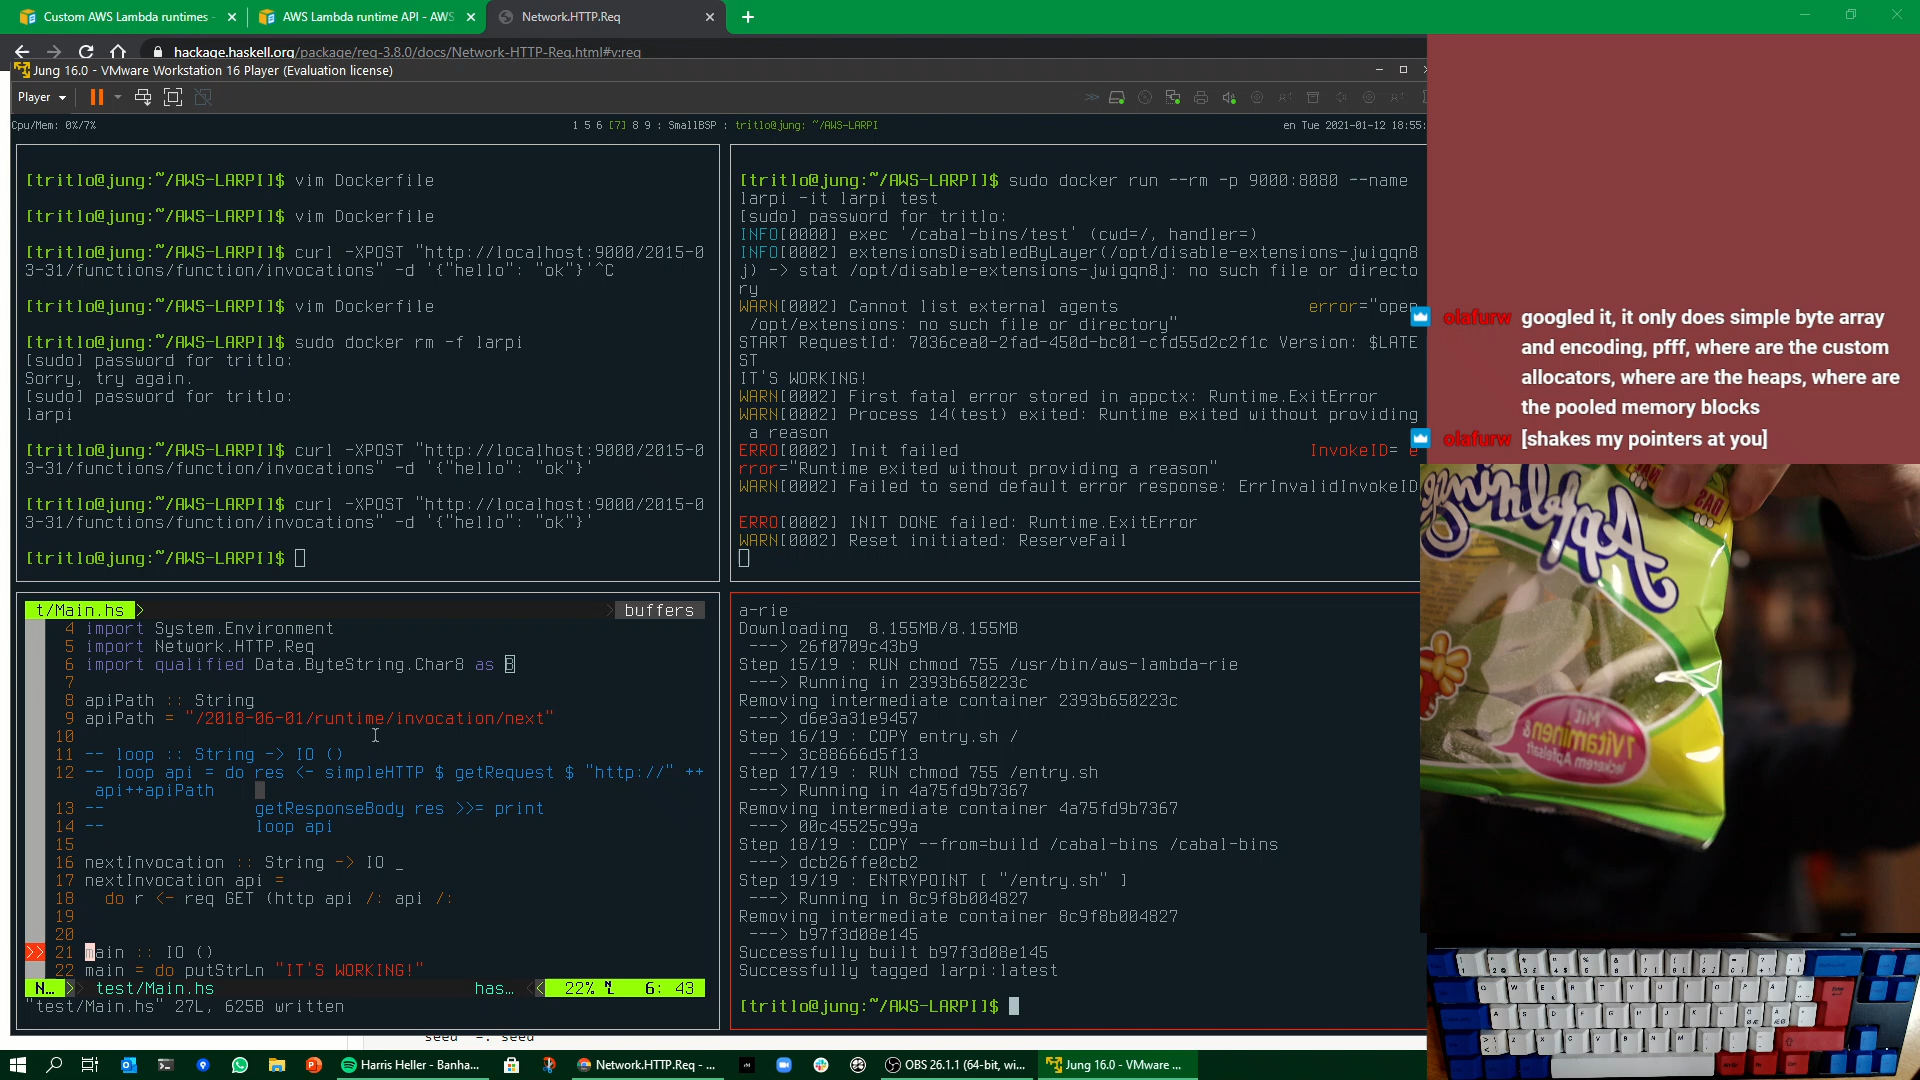 Custom AWS Lambda runtimes -
AWS Lambda runtime API - AWS
Network.HTTP.Req
hackage.haskell.org/package/req-3.8.0/docs/Network-HTTP-Req.html#v:req
Jung 16.0 - VMware Workstation 16 Player (Evaluation license)
Player
Cpu/Mem: 0%/7%
1 5 6 [7] 8 9 : SmallBSP : tritlo@jung: ~/AWS-LARPI
en Tue 2021-01-12 18:55:
[tritlo@jung:~/AWS-LARPI]$ vim Dockerfile
[tritlo@jung:~/AWS-LARPI]$ vim Dockerfile
[tritlo@jung:~/AWS-LARPI]$ curl -XPOST "http://localhost:9000/2015-0
3-31/functions/function/invocations" -d '{"hello": "ok"}'^C
[tritlo@jung:~/AWS-LARPI]$ vim Dockerfile
[tritlo@jung:~/AWS-LARPI]$ sudo docker rm -f larpi
[sudo] password for tritlo:
Sorry, try again.
[sudo] password for tritlo:
larpi
[tritlo@jung:~/AWS-LARPI]$ curl -XPOST "http://localhost:9000/2015-0
3-31/functions/function/invocations" -d '{"hello": "ok"}'
[tritlo@jung:~/AWS-LARPI]$ curl -XPOST "http://localhost:9000/2015-0
3-31/functions/function/invocations" -d '{"hello": "ok"}'
[tritlo@jung:~/AWS-LARPI]$
[tritlo@jung:~/AWS-LARPI]$ sudo docker run --rm -p 9000:8080 --name
larpi -it larpi test
[sudo] password for tritlo:
INFO[0000] exec '/cabal-bins/test' (cwd=/, handler=)
INFO[0002] extensionsDisabledByLayer(/opt/disable-extensions-jwigqn8
j) -> stat /opt/disable-extensions-jwigqn8j: no such file or directo
ry
WARN[0002] Cannot list external agents error="open
/opt/extensions: no such file or directory"
START RequestId: 7036cea0-2fad-450d-bc01-cfd55d2c2f1c Version: $LATE
ST
IT'S WORKING!
WARN[0002] First fatal error stored in appctx: Runtime.ExitError
WARN[0002] Process 14(test) exited: Runtime exited without providing
a reason
ERRO[0002] Init failed InvokeID= e
rror="Runtime exited without providing a reason"
WARN[0002] Failed to send default error response: ErrInvalidInvokeID
ERRO[0002] INIT DONE failed: Runtime.ExitError
WARN[0002] Reset initiated: ReserveFail
t/Main.hs > buffers
4 import System.Environment
5 import Network.HTTP.Req
6 import qualified Data.ByteString.Char8 as B
7
8 apiPath :: String
9 apiPath = "/2018-06-01/runtime/invocation/next"
10
11 -- loop :: String -> IO ()
12 -- loop api = do res <- simpleHTTP $ getRequest $ "http://" ++
api++apiPath
13 -- getResponseBody res >>= print
14 -- loop api
15
16 nextInvocation :: String -> IO _
17 nextInvocation api =
18 do r <- req GET (http api /: api /:
19
20
>> 21 main :: IO ()
22 main = do putStrLn "IT'S WORKING!"
N... > test/Main.hs has... < 22% 6: 43
"test/Main.hs" 27L, 625B written
a-rie
Downloading 8.155MB/8.155MB
---> 26f0709c43b9
Step 15/19 : RUN chmod 755 /usr/bin/aws-lambda-rie
---> Running in 2393b650223c
Removing intermediate container 2393b650223c
---> d6e3a31e9457
Step 16/19 : COPY entry.sh /
---> 3c88666d5f13
Step 17/19 : RUN chmod 755 /entry.sh
---> Running in 4a75fd9b7367
Removing intermediate container 4a75fd9b7367
---> 00c45525c99a
Step 18/19 : COPY --from=build /cabal-bins /cabal-bins
---> dcb26ffe0cb2
Step 19/19 : ENTRYPOINT [ "/entry.sh" ]
---> Running in 8c9f8b004827
Removing intermediate container 8c9f8b004827
---> b97f3d08e145
Successfully built b97f3d08e145
Successfully tagged larpi:latest
[tritlo@jung:~/AWS-LARPI]$
olafurw googled it, it only does simple byte array
and encoding, pfff, where are the custom
allocators, where are the heaps, where are
the pooled memory blocks
olafurw [shakes my pointers at you]
DAS
Apfelringe
Mit
7 Vitaminen &
leckerem Apfelsaft
seed =. seed
Harris Heller - Banha...
Network.HTTP.Req - ...
OBS 26.1.1 (64-bit, wi...
Jung 16.0 - VMware ...